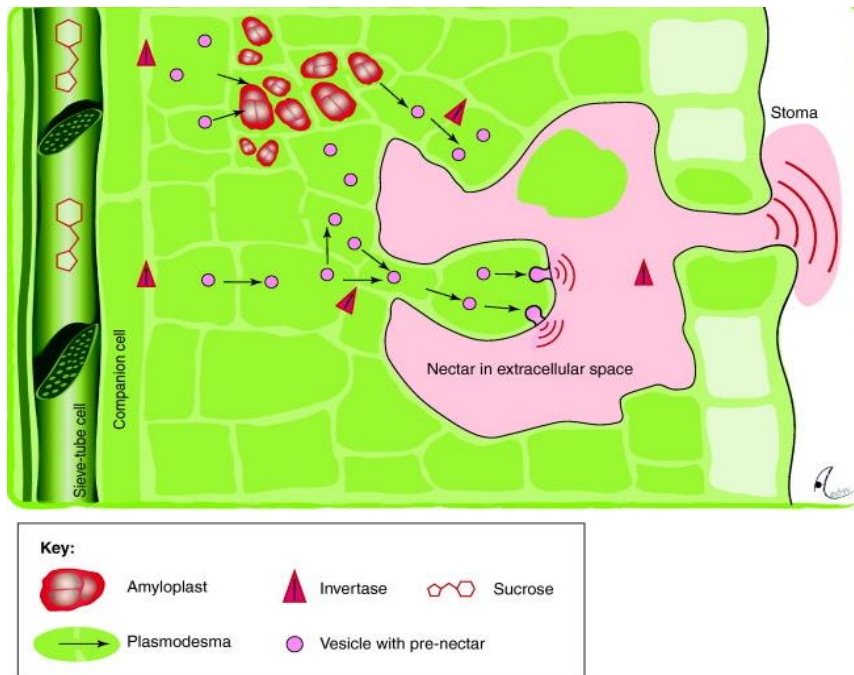 Stoma
Sieve-tube cell
Companion cell
Nectar in extracellular space
Key:
Amyloplast
Invertase
Sucrose
Plasmodesma
Vesicle with pre-nectar